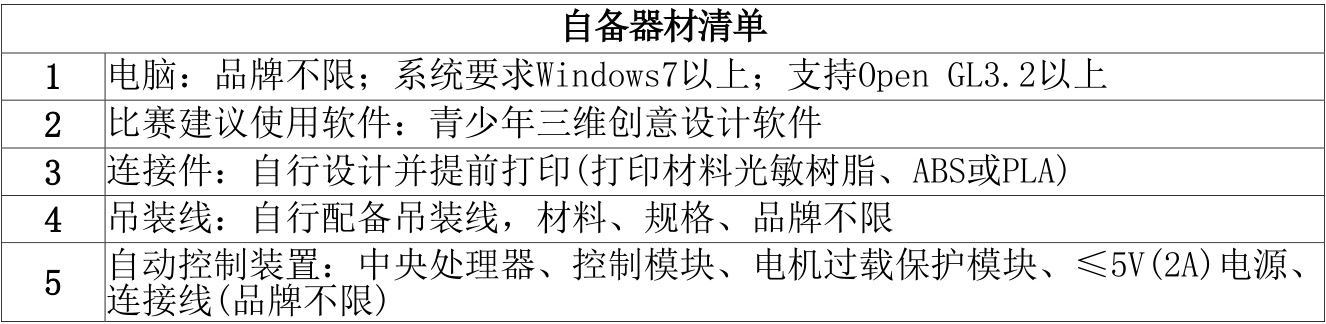 自备器材清单
1 电脑：品牌不限；系统要求Windows7以上；支持Open GL3.2以上
2 比赛建议使用软件：青少年三维创意设计软件
3 连接件：自行设计并提前打印(打印材料光敏树脂、ABS或PLA)
4 吊装线：自行配备吊装线，材料、规格、品牌不限
5 自动控制装置：中央处理器、控制模块、电机过载保护模块、≤5V(2A)电源、
连接线(品牌不限)